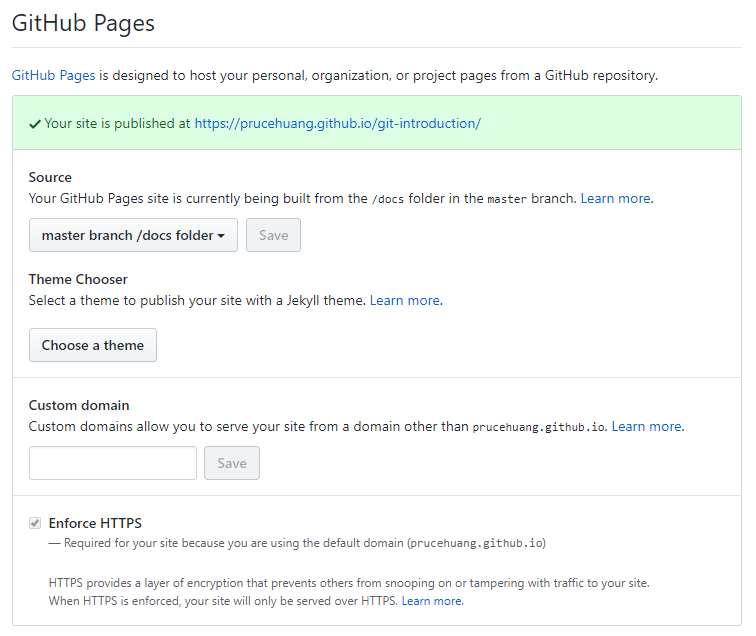 GitHub Pages
GitHub Pages is designed to host your personal, organization, or project pages from a GitHub repository.
Your site is published at https://prucehuang.github.io/git-introduction/
Source
Your GitHub Pages site is currently being built from the /docs folder in the master branch. Learn more.
master branch /docs folder Save
Theme Chooser
Select a theme to publish your site with a Jekyll theme. Learn more.
Choose a theme
Custom domain
Custom domains allow you to serve your site from a domain other than prucehuang.github.io. Learn more.
Save
Enforce HTTPS
— Required for your site because you are using the default domain (prucehuang.github.io)
HTTPS provides a layer of encryption that prevents others from snooping on or tampering with traffic to your site.
When HTTPS is enforced, your site will only be served over HTTPS. Learn more.